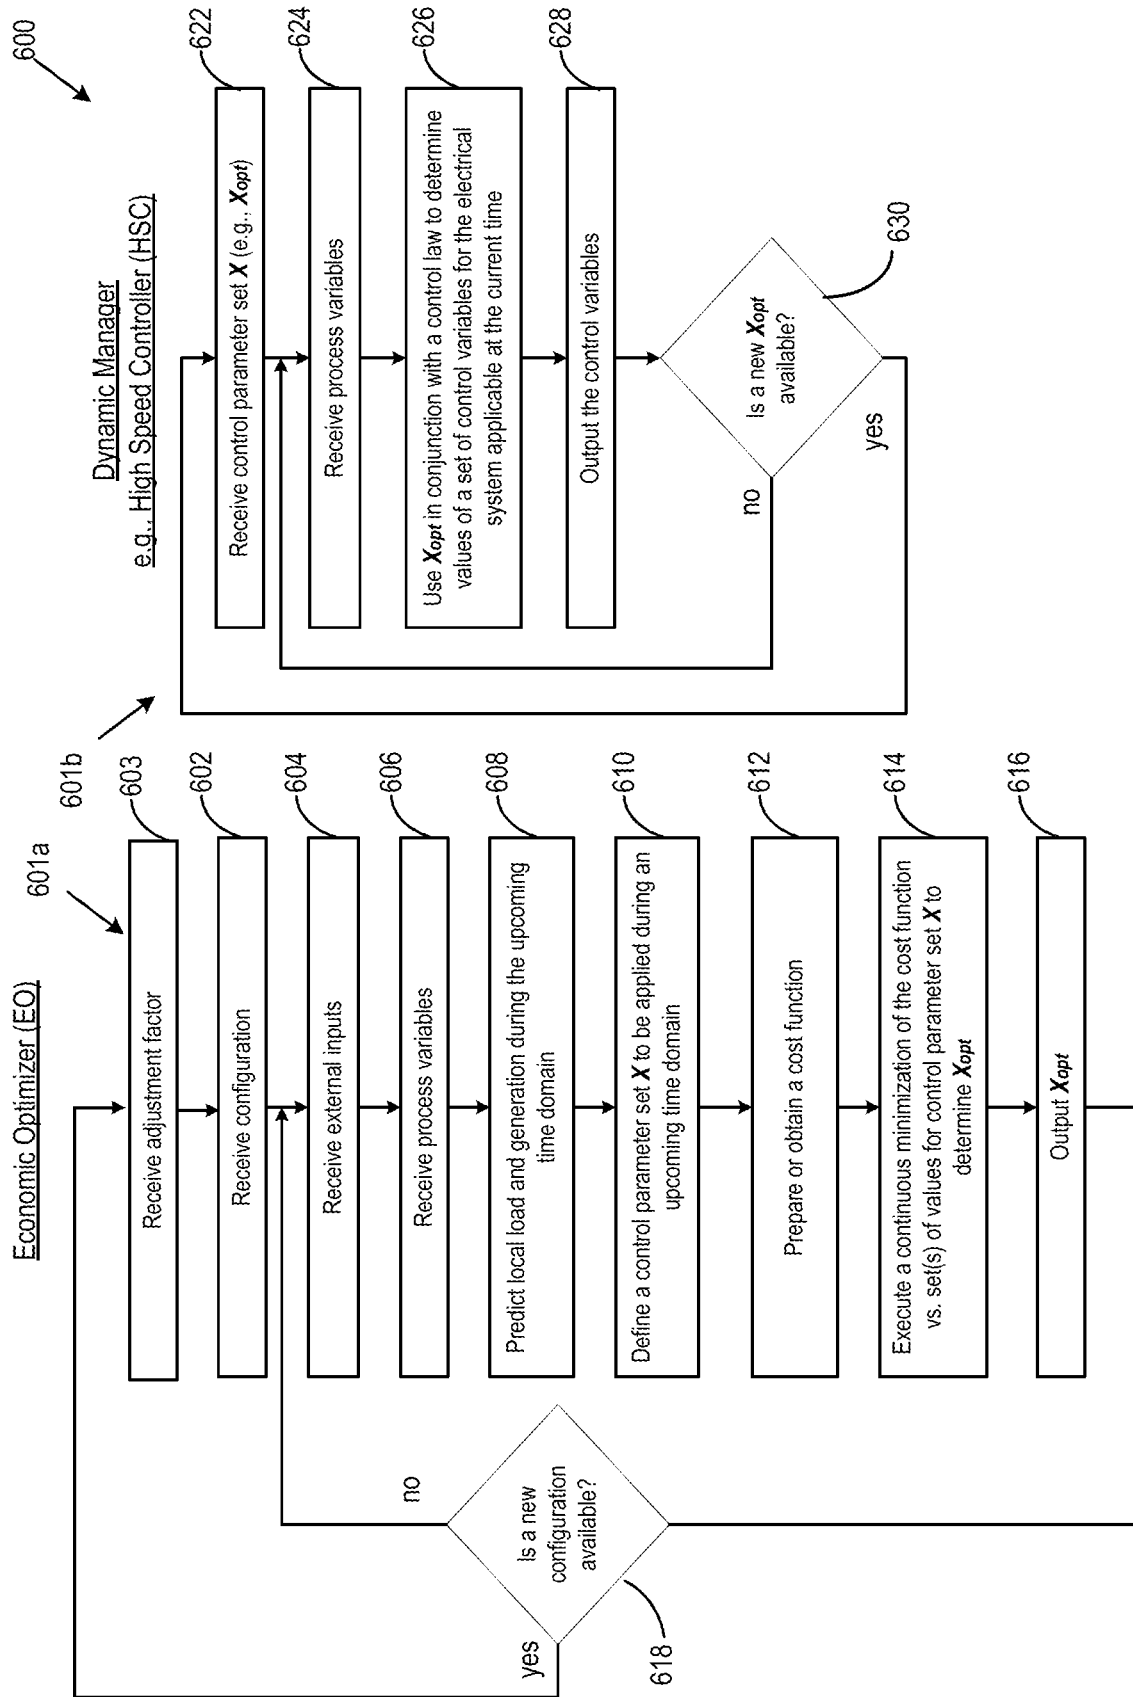 600
Economic Optimizer (EO)
601a
Receive adjustment factor
603
Receive configuration
602
Receive external inputs
604
Receive process variables
606
Predict local load and generation during the upcoming
time domain
608
Define a control parameter set X to be applied during an
upcoming time domain
610
Prepare or obtain a cost function
612
Execute a continuous minimization of the cost function
vs. set(s) of values for control parameter set X to
determine Xopt
614
Output Xopt
616
Is a new
configuration
available?
no
yes
618
Dynamic Manager
e.g., High Speed Controller (HSC)
601b
Receive control parameter set X (e.g., Xopt)
622
Receive process variables
624
Use Xopt in conjunction with a control law to determine
values of a set of control variables for the electrical
system applicable at the current time
626
Output the control variables
628
Is a new Xopt
available?
no
yes
630